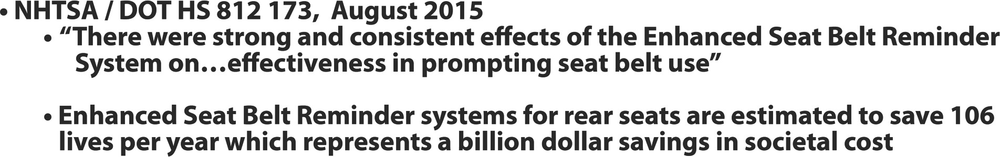 • NHTSA / DOT HS 812 173,  August 2015
• “There were strong and consistent effects of the Enhanced Seat Belt Reminder
System on…effectiveness in prompting seat belt use”
• Enhanced Seat Belt Reminder systems for rear seats are estimated to save 106
lives per year which represents a billion dollar savings in societal cost